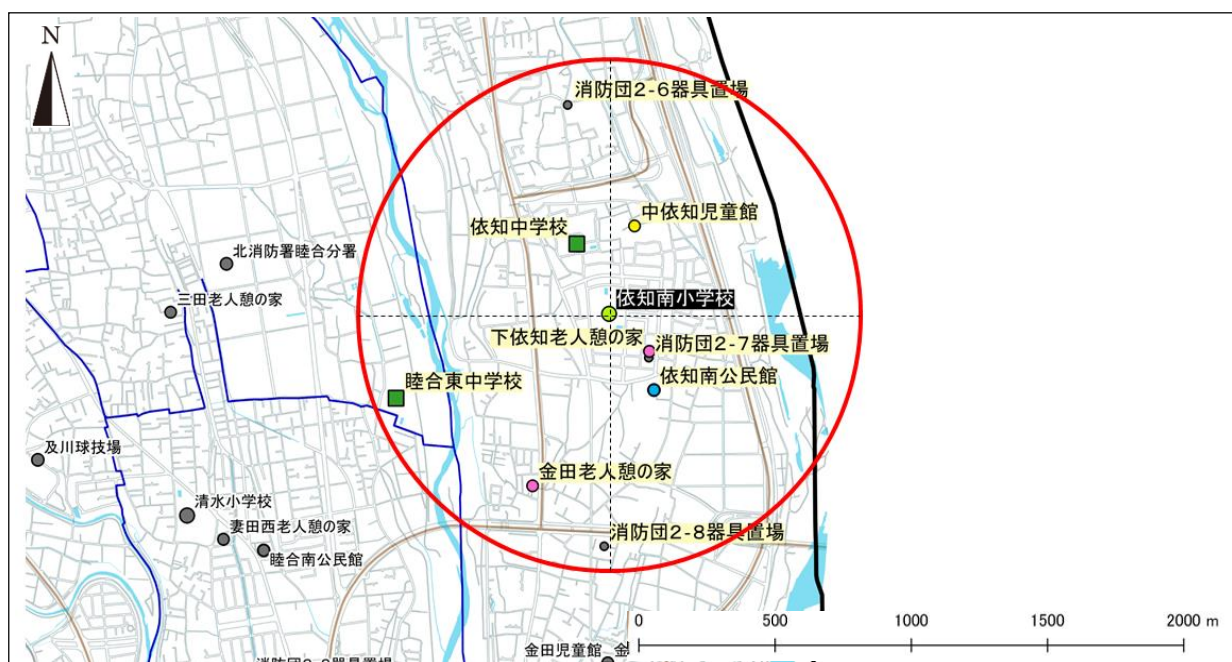 N
消防団2-6器具置場
中依知児童館
依知中学校
北消防署睦合分署
三田老人憩の家
依知南小学校
下依知老人憩の家
消防団2-7器具置場
依知南公民館
睦合東中学校
及川球技場
金田老人憩の家
清水小学校
妻田西老人憩の家
睦合南公民館
消防団2-8器具置場
0 500 1000 1500 2000 m
金田児童館 金